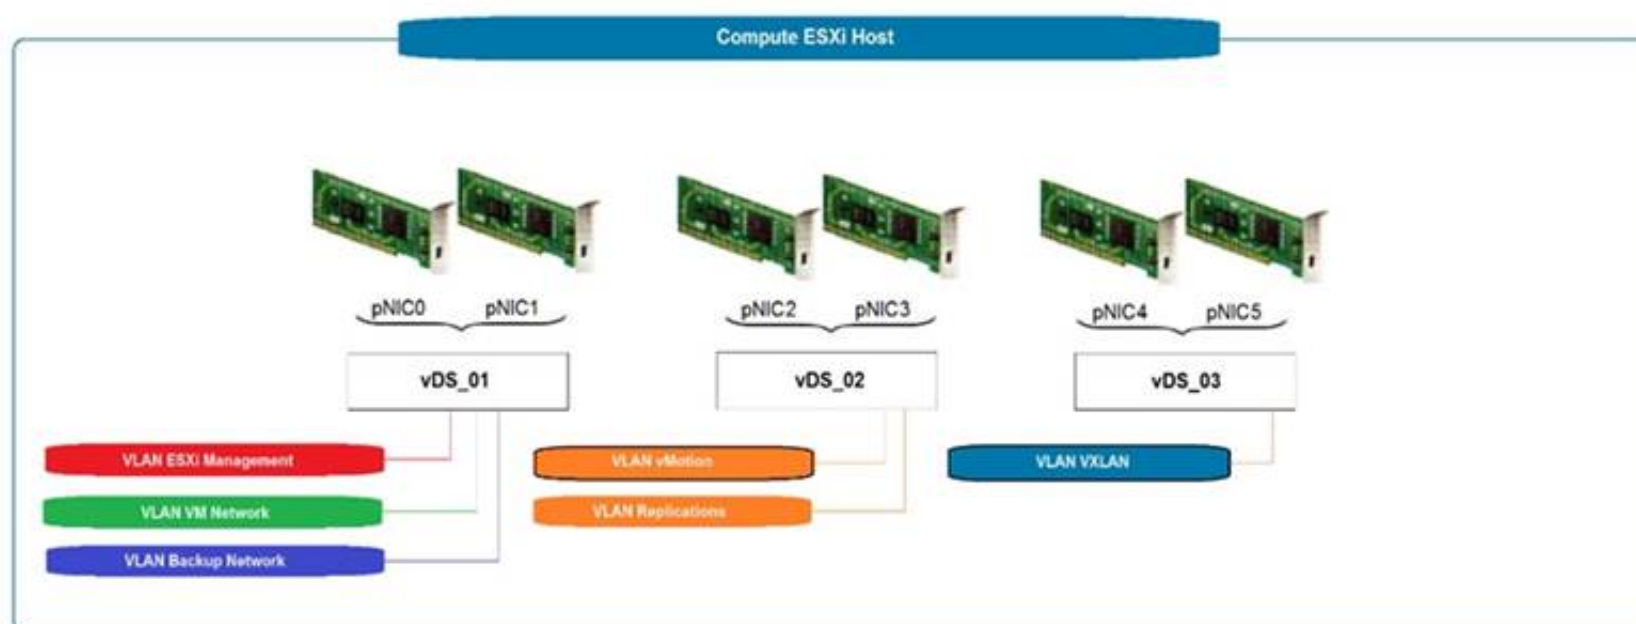 Compute ESXi Host
pNIC0 pNIC1
pNIC2 pNIC3
pNIC4 pNIC5
vDS_01
vDS_02
vDS_03
VLAN ESXi Management
VLAN VM Network
VLAN Backup Network
VLAN vMotion
VLAN Replications
VLAN VXLAN